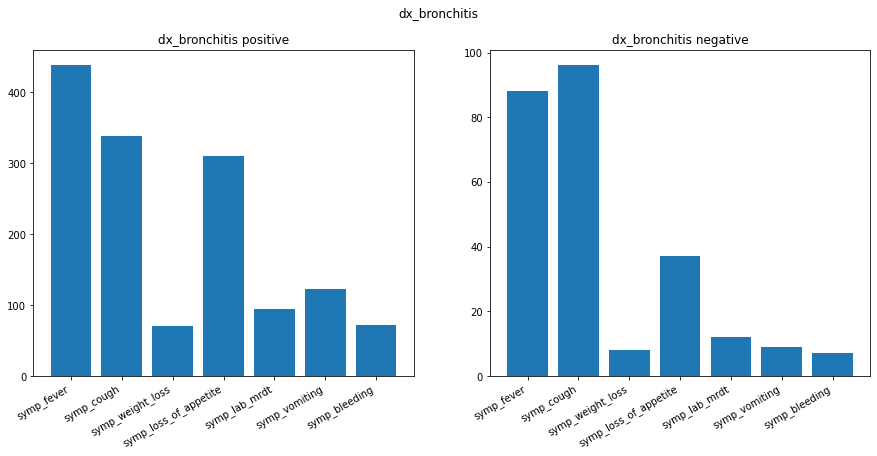 dx_bronchitis
dx_bronchitis positive
400
300
200
100
0
symp_fever
symp_cough
symp_weight_loss
symp_loss_of_appetite
symp_lab_mrdt
symp_vomiting
symp_bleeding
dx_bronchitis negative
100
80
60
40
20
0
symp_fever
symp_cough
symp_weight_loss
symp_loss_of_appetite
symp_lab_mrdt
symp_vomiting
symp_bleeding